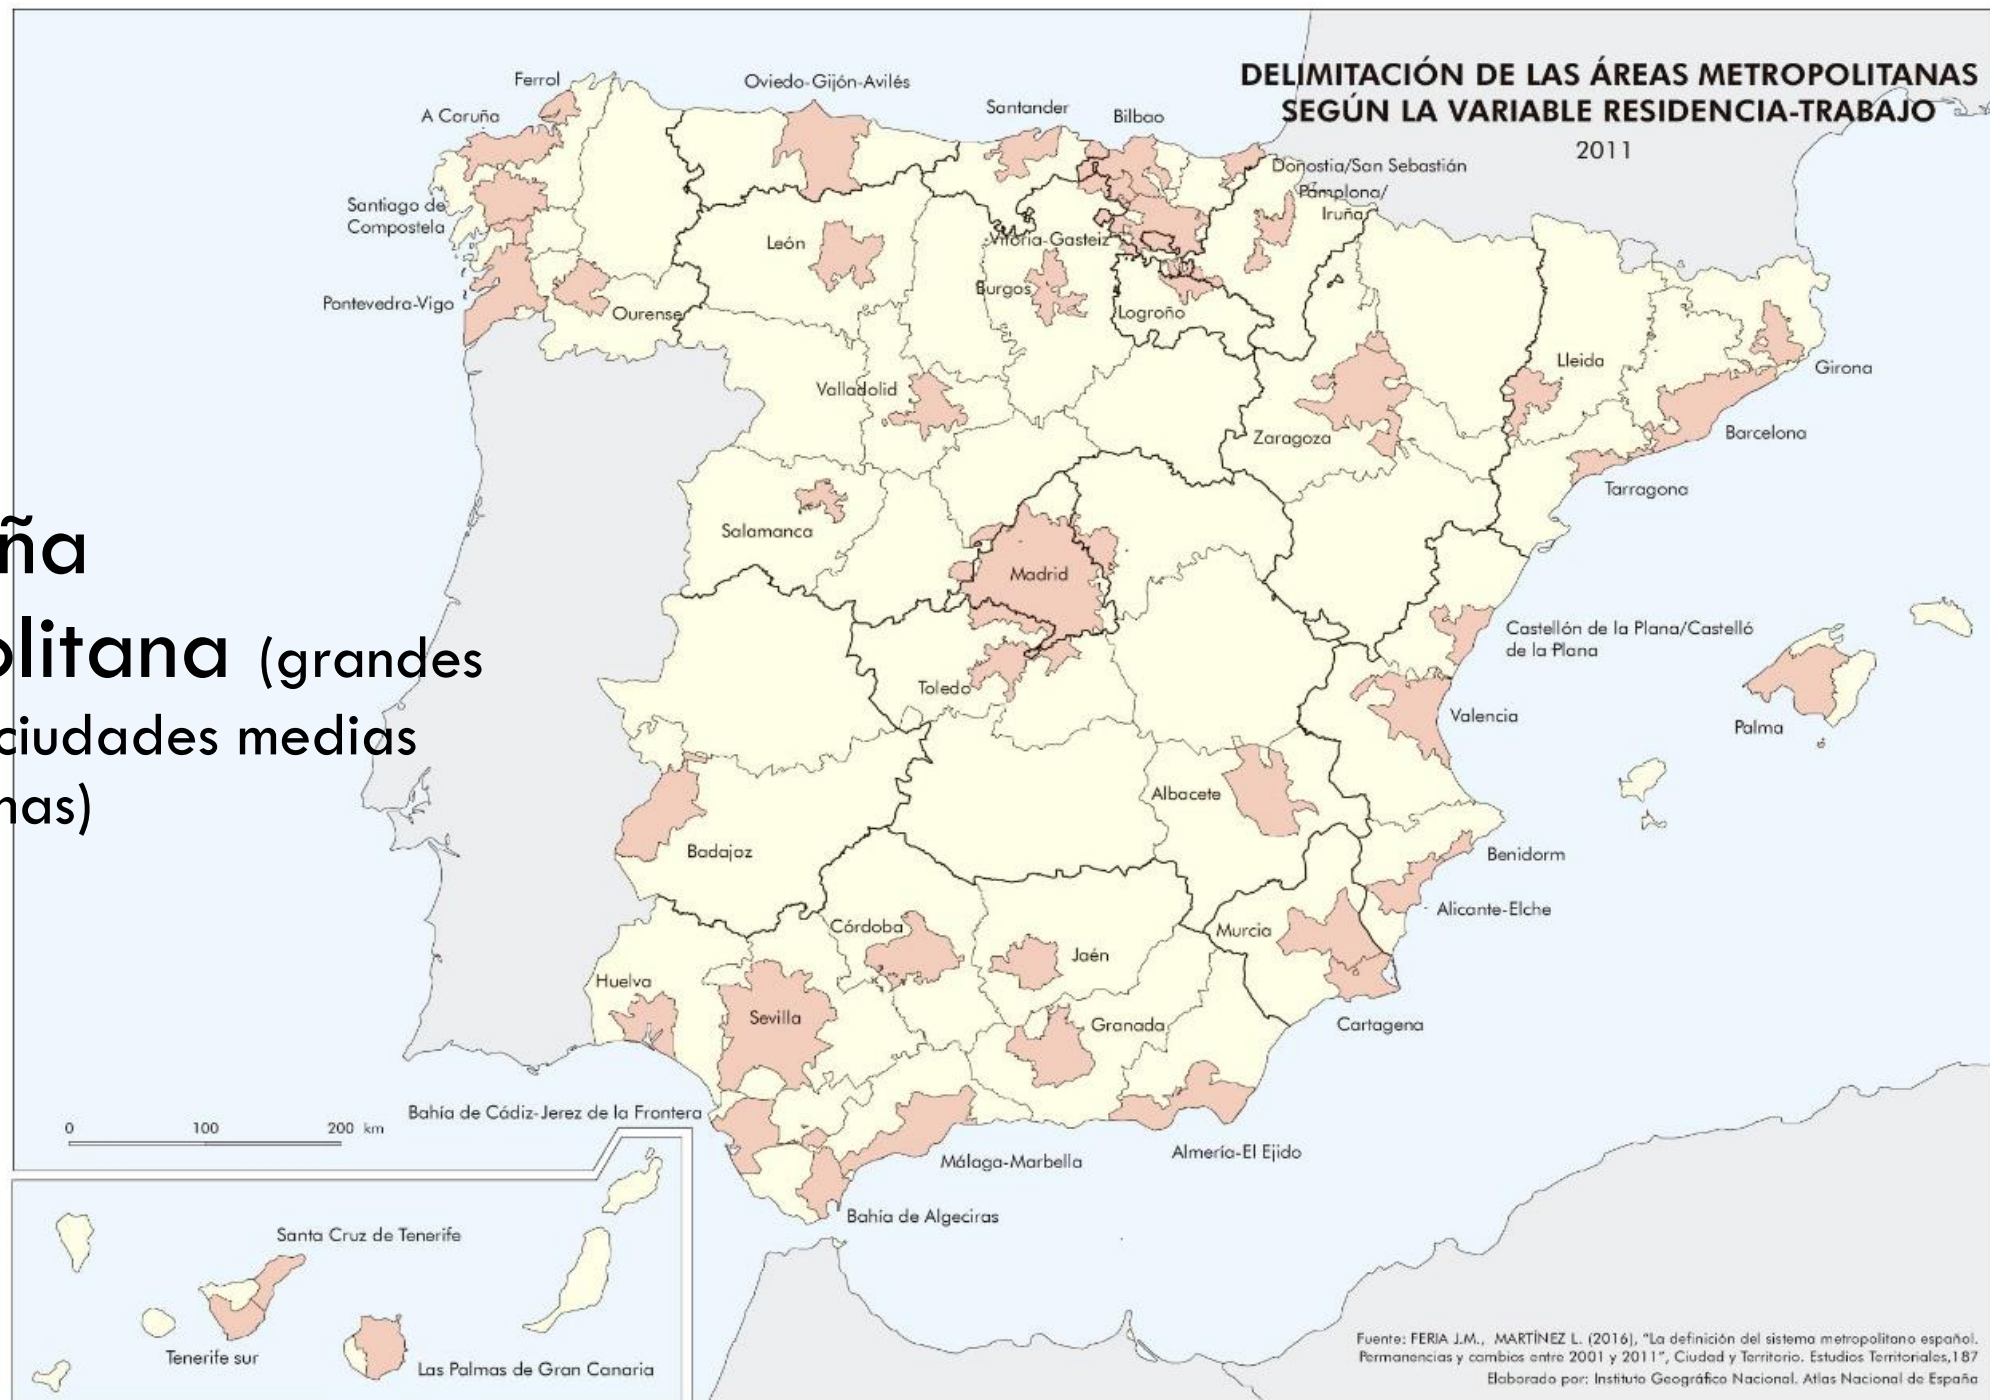 DELIMITACIÓN DE LAS ÁREAS METROPOLITANAS
SEGÚN LA VARIABLE RESIDENCIA-TRABAJO
2011
Ferrol
Oviedo-Gijón-Avilés
Santander
Bilbao
A Coruña
Donostia/San Sebastián
Pamplona/
Iruña
Santiago de
Compostela
León
Vitoria-Gasteiz
Burgos
Pontevedra-Vigo
Ourense
Logroño
Lleida
Girona
Valladolid
Zaragoza
Barcelona
Tarragona
Salamanca
ña
Madrid
olitana (grandes
Castellón de la Plana/Castelló
de la Plana
Toledo
Valencia
Palma
ciudades medias
Albacete
nas)
Badajoz
Benidorm
Alicante-Elche
Córdoba
Murcia
Jaén
Huelva
Sevilla
Granada
Cartagena
Bahía de Cádiz-Jerez de la Frontera
0 100 200 km
Málaga-Marbella
Almería-El Ejido
Bahía de Algeciras
Santa Cruz de Tenerife
Tenerife sur
Las Palmas de Gran Canaria
Fuente: FERIA J.M., MARTÍNEZ L. (2016), "La definición del sistema metropolitano español.
Permanencias y cambios entre 2001 y 2011", Ciudad y Territorio. Estudios Territoriales,187
Elaborado por: Instituto Geográfico Nacional. Atlas Nacional de España